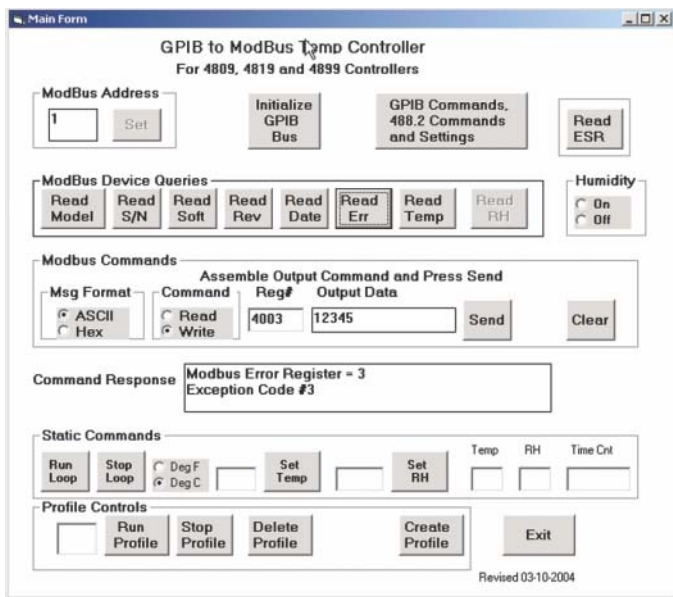 Main Form
GPIB to ModBus Temp Controller
For 4809, 4819 and 4899 Controllers
ModBus Address
1
Set
Initialize
GPIB
Bus
GPIB Commands,
488.2 Commands
and Settings
Read
ESR
ModBus Device Queries
Read
Model
Read
S/N
Read
Soft
Read
Rev
Read
Date
Read
Err
Read
Temp
Read
RH
Humidity
On
Off
Modbus Commands
Assemble Output Command and Press Send
Msg Format
ASCII
Hex
Command
Read
Write
Reg#
4003
Output Data
12345
Send
Clear
Command Response
Modbus Error Register = 3
Exception Code #3
Static Commands
Run
Loop
Stop
Loop
Deg F
Deg C
Set
Temp
Set
RH
Temp
RH
Time Cnt
Profile Controls
Run
Profile
Stop
Profile
Delete
Profile
Create
Profile
Exit
Revised 03-10-2004